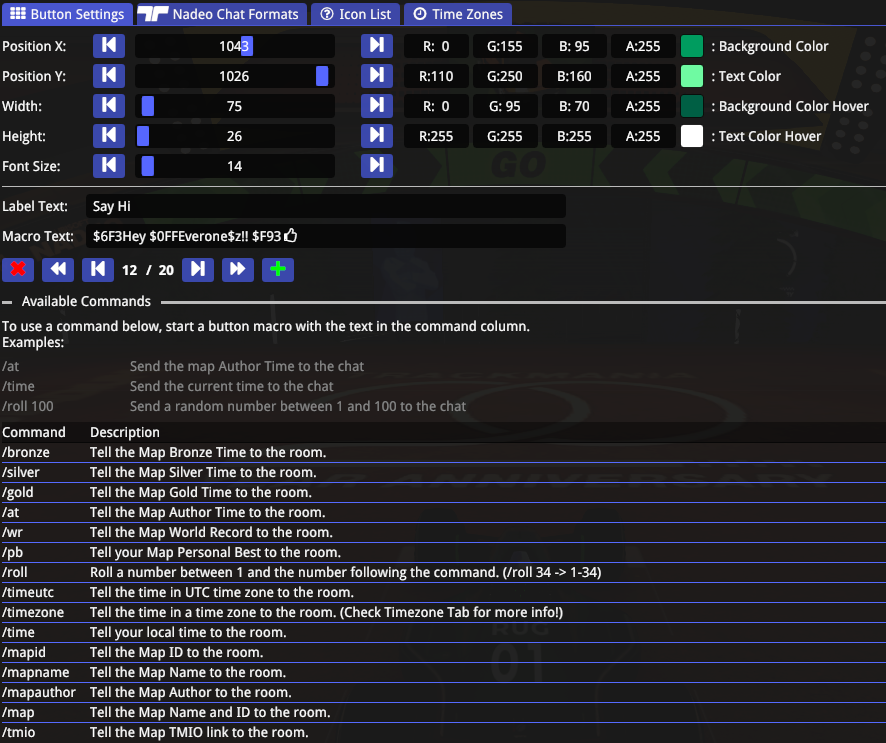 Button Settings Nadeo Chat Formats Icon List Time Zones
Position X: 1043 R: 0 G:155 B: 95 A:255 : Background Color
Position Y: 1026 R:110 G:250 B:160 A:255 : Text Color
Width: 75 R: 0 G: 95 B: 70 A:255 : Background Color Hover
Height: 26 R:255 G:255 B:255 A:255 : Text Color Hover
Font Size: 14
GO
Label Text: Say Hi
Macro Text: $6F3Hey $0FFEverone$z!! $F93
12 / 20
Available Commands
To use a command below, start a button macro with the text in the command column.
Examples:
/at Send the map Author Time to the chat
/time Send the current time to the chat
/roll 100 Send a random number between 1 and 100 to the chat
Command Description
/bronze Tell the Map Bronze Time to the room.
/silver Tell the Map Silver Time to the room.
/gold Tell the Map Gold Time to the room.
/at Tell the Map Author Time to the room.
/wr Tell the Map World Record to the room.
/pb Tell your Map Personal Best to the room.
/roll Roll a number between 1 and the number following the command. (/roll 34 -> 1-34)
/timeutc Tell the time in UTC time zone to the room.
/timezone Tell the time in a time zone to the room. (Check Timezone Tab for more info!)
/time Tell your local time to the room.
/mapid Tell the Map ID to the room.
/mapname Tell the Map Name to the room.
/mapauthor Tell the Map Author to the room.
/map Tell the Map Name and ID to the room.
/tmio Tell the Map TMIO link to the room.
01